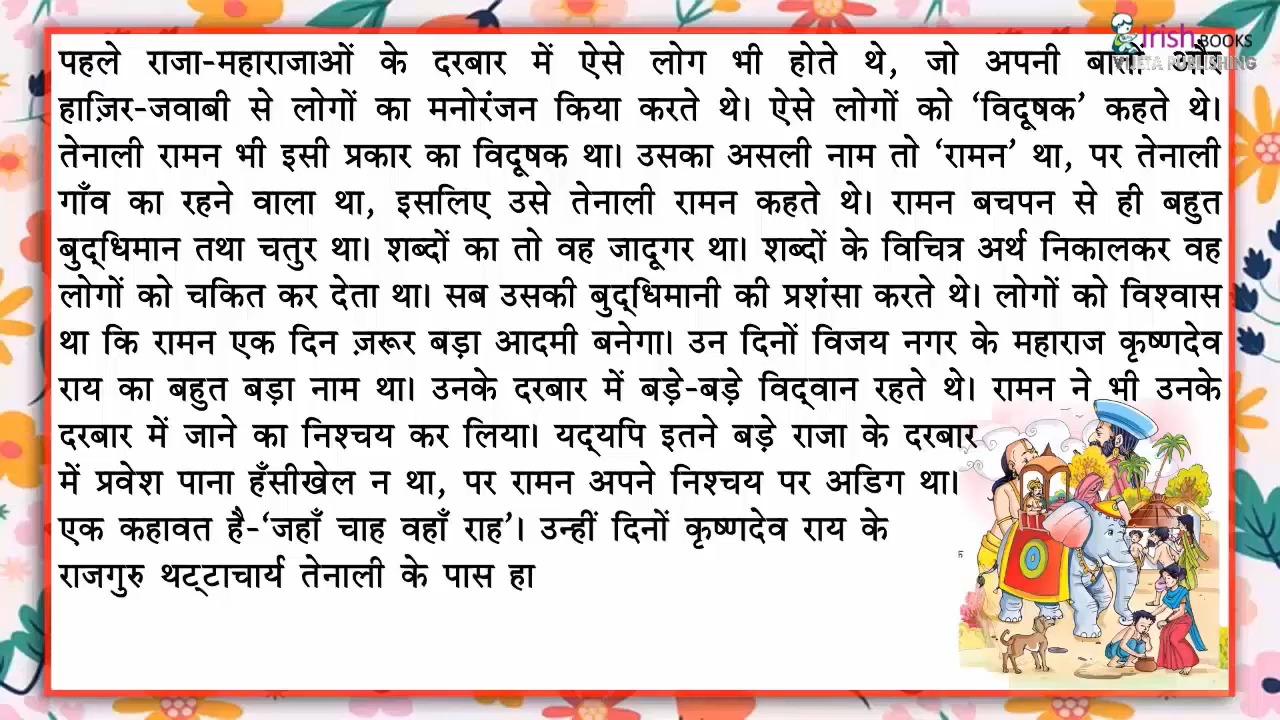 Irish BOOKS
VIJETA PUBLISHING
पहले राजा-महाराजाओं के दरबार में ऐसे लोग भी होते थे, जो अपनी बातों और
हाज़िर-जवाबी से लोगों का मनोरंजन किया करते थे। ऐसे लोगों को ‘विदूषक’ कहते थे।
तेनाली रामन भी इसी प्रकार का विदूषक था। उसका असली नाम तो ‘रामन’ था, पर तेनाली
गाँव का रहने वाला था, इसलिए उसे तेनाली रामन कहते थे। रामन बचपन से ही बहुत
बुद्‌धिमान तथा चतुर था। शब्दों का तो वह जादूगर था। शब्दों के विचित्र अर्थ निकालकर वह
लोगों को चकित कर देता था। सब उसकी बुद्‌धिमानी की प्रशंसा करते थे। लोगों को विश्वास
था कि रामन एक दिन ज़रूर बड़ा आदमी बनेगा। उन दिनों विजय नगर के महाराज कृष्णदेव
राय का बहुत बड़ा नाम था। उनके दरबार में बड़े-बड़े विद्‌वान रहते थे। रामन ने भी उनके
दरबार में जाने का निश्चय कर लिया। यद्‌यपि इतने बड़े राजा के दरबार
में प्रवेश पाना हँसीखेल न था, पर रामन अपने निश्चय पर अडिग था।
एक कहावत है-‘जहाँ चाह वहाँ राह’। उन्हीं दिनों कृष्णदेव राय के
राजगुरु थट्‌टाचार्य तेनाली के पास हा